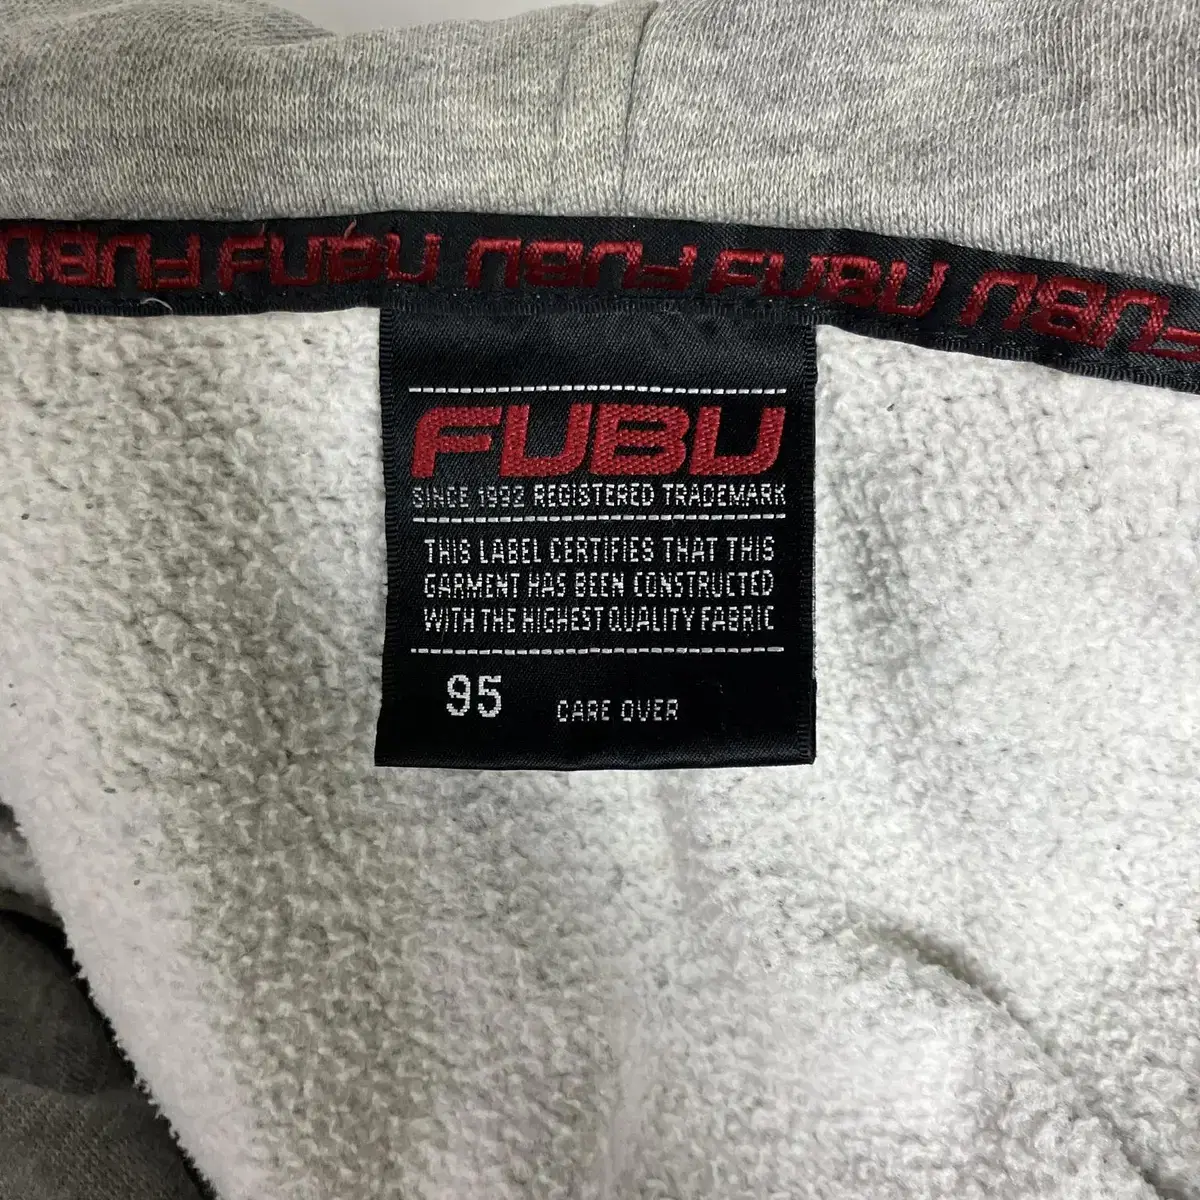 FUBU FUBU FUBU FUBU FUBU
FUBU
SINCE 1992 REGISTERED TRADEMARK
THIS LABEL CERTIFIES THAT THIS
GARMENT HAS BEEN CONSTRUCTED
WITH THE HIGHEST QUALITY FABRIC
95 CARE OVER